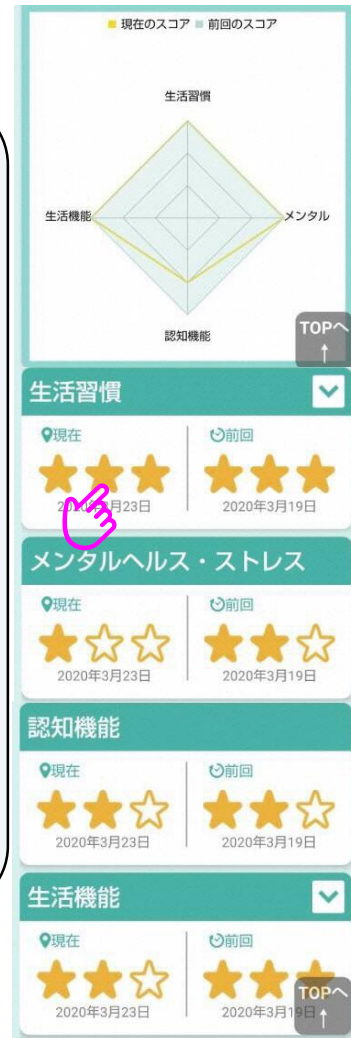 現在のスコア 前回のスコア
生活習慣
生活機能
メンタル
認知機能
TOPへ
↑
生活習慣
現在 前回
2020年3月23日 2020年3月19日
メンタルヘルス・ストレス
現在 前回
2020年3月23日 2020年3月19日
認知機能
現在 前回
2020年3月23日 2020年3月19日
生活機能
現在 前回
2020年3月23日 2020年3月19日
TOPへ
↑